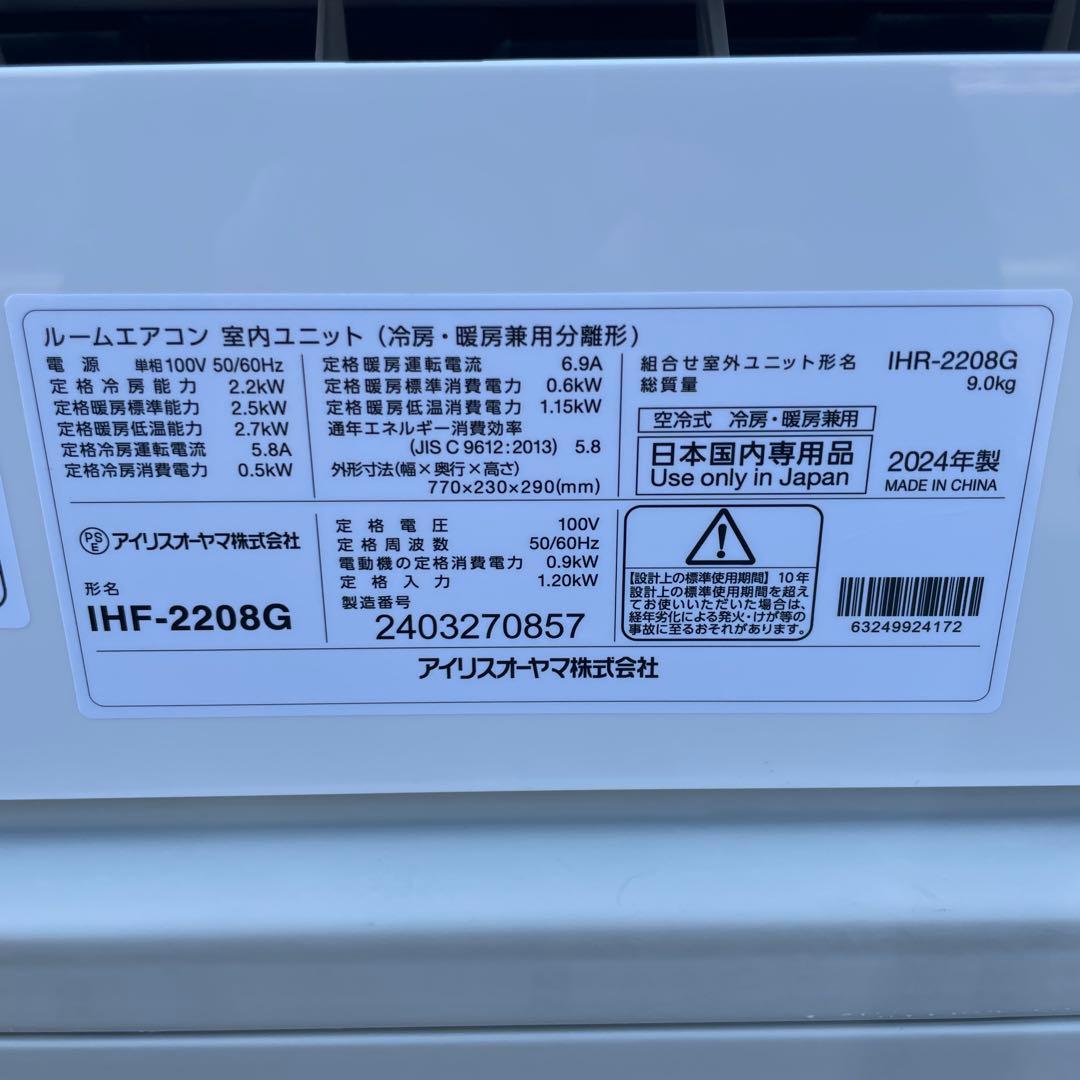 ルームエアコン 室内ユニット（冷房・暖房兼用分離形）
電源 単相100V 50/60Hz
定格冷房能力 2.2kW
定格暖房標準能力 2.5kW
定格暖房低温能力 2.7kW
定格冷房運転電流 5.8A
定格冷房消費電力 0.5kW
定格暖房運転電流 6.9A
定格暖房標準消費電力 0.6kW
定格暖房低温消費電力 1.15kW
通年エネルギー消費効率
(JIS C 9612:2013) 5.8
外形寸法(幅×奥行×高さ)
770×230×290(mm)
組合せ室外ユニット形名 IHR-2208G
総質量 9.0kg
空冷式 冷房・暖房兼用
日本国内専用品
Use only in Japan
2024年製
MADE IN CHINA
PSE アイリスオーヤマ株式会社
形名
IHF-2208G
定格電圧 100V
定格周波数 50/60Hz
電動機の定格消費電力 0.9kW
定格入力 1.20kW
製造番号
2403270857
【設計上の標準使用期間】10年
設計上の標準使用期間を超え
てお使いいただいた場合は、
経年劣化による発火・けが等の
事故に至るおそれがあります。
63249924172
アイリスオーヤマ株式会社